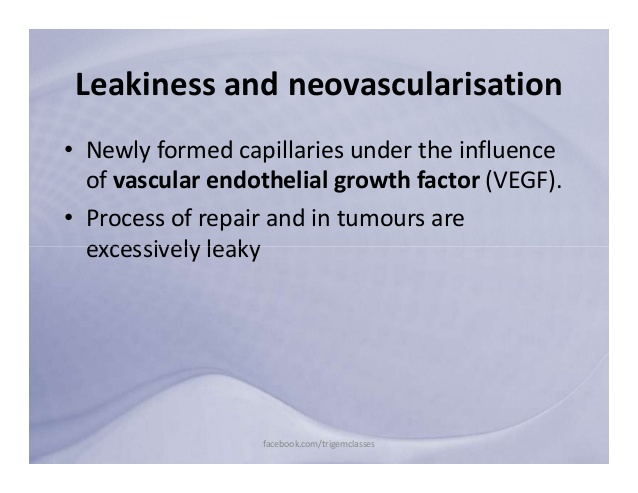 Leakiness and neovascularisation
• Newly formed capillaries under the influence
of vascular endothelial growth factor (VEGF).
• Process of repair and in tumours are
excessively leaky
facebook.com/trigemclasses